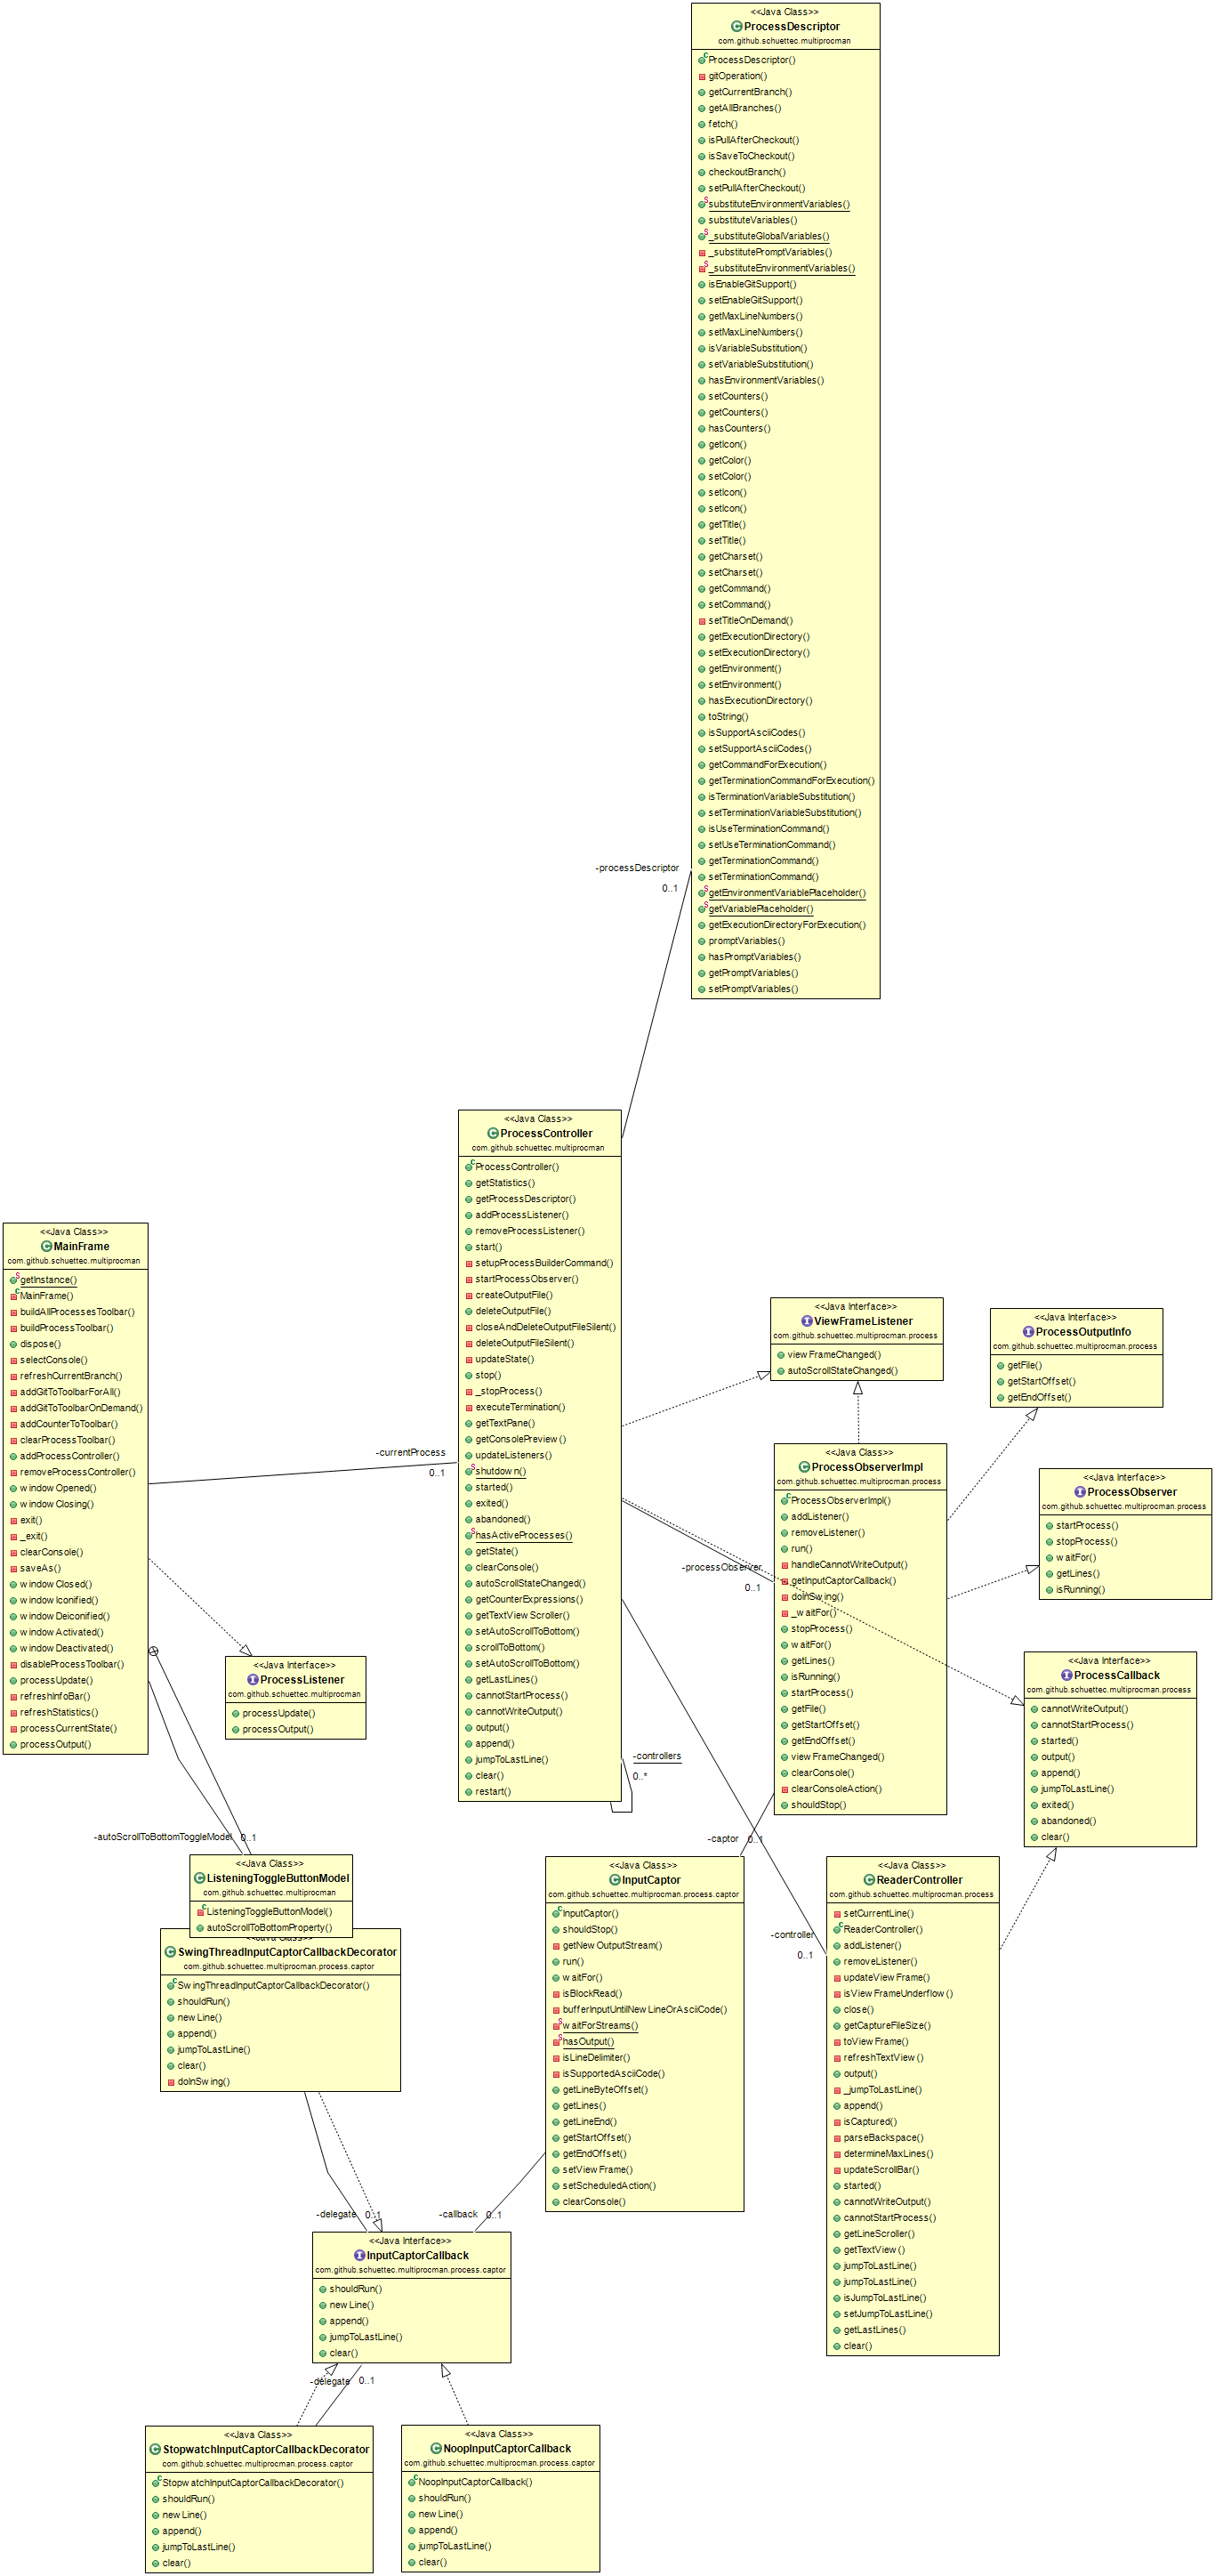 <<Java Class>>
ProcessDescriptor
com.github.schuettec.multiprocman
ProcessDescriptor()
gitOperation()
getCurrentBranch()
getAllBranches()
fetch()
isPullAfterCheckout()
isSaveToCheckout()
checkoutBranch()
setPullAfterCheckout()
substituteEnvironmentVariables()
substituteVariables()
_substituteGlobalVariables()
_substitutePromptVariables()
_substituteEnvironmentVariables()
isEnableGitSupport()
setEnableGitSupport()
getMaxLineNumbers()
setMaxLineNumbers()
isVariableSubstitution()
setVariableSubstitution()
hasEnvironmentVariables()
setCounters()
getCounters()
hasCounters()
getIcon()
getColor()
setColor()
setIcon()
setIcon()
getTitle()
setTitle()
getCharset()
setCharset()
getCommand()
setCommand()
setTitleOnDemand()
getExecutionDirectory()
setExecutionDirectory()
getEnvironment()
setEnvironment()
hasExecutionDirectory()
toString()
isSupportAsciiCodes()
setSupportAsciiCodes()
getCommandForExecution()
getTerminationCommandForExecution()
isTerminationVariableSubstitution()
setTerminationVariableSubstitution()
isUseTerminationCommand()
setUseTerminationCommand()
getTerminationCommand()
setTerminationCommand()
getEnvironmentVariablePlaceholder()
getVariablePlaceholder()
getExecutionDirectoryForExecution()
promptVariables()
hasPromptVariables()
getPromptVariables()
setPromptVariables()
-processDescriptor
0..1
<<Java Class>>
ProcessController
com.github.schuettec.multiprocman
ProcessController()
getStatistics()
getProcessDescriptor()
addProcessListener()
removeProcessListener()
start()
setupProcessBuilderCommand()
startProcessObserver()
createOutputFile()
deleteOutputFile()
closeAndDeleteOutputFileSilent()
deleteOutputFileSilent()
updateState()
stop()
_stopProcess()
executeTermination()
getTextPane()
getConsolePreview()
updateListeners()
shutdown()
started()
exited()
abandoned()
hasActiveProcesses()
getState()
clearConsole()
autoScrollStateChanged()
getCounterExpressions()
getTextViewScroller()
setAutoScrollToBottom()
scrollToBottom()
setAutoScrollToBottom()
getLastLines()
cannotStartProcess()
cannotWriteOutput()
output()
append()
jumpToLastLine()
clear()
restart()
<<Java Class>>
MainFrame
com.github.schuettec.multiprocman
getInstance()
MainFrame()
buildAllProcessesToolbar()
buildProcessToolbar()
dispose()
selectConsole()
refreshCurrentBranch()
addGitToToolbarForAll()
addGitToToolbarOnDemand()
addCounterToToolbar()
clearProcessToolbar()
addProcessController()
removeProcessController()
windowOpened()
windowClosing()
exit()
_exit()
clearConsole()
saveAs()
windowClosed()
windowIconified()
windowDeiconified()
windowActivated()
windowDeactivated()
disableProcessToolbar()
processUpdate()
refreshInfoBar()
refreshStatistics()
processCurrentState()
processOutput()
-currentProcess
0..1
<<Java Interface>>
ViewFrameListener
com.github.schuettec.multiprocman.process
viewFrameChanged()
autoScrollStateChanged()
<<Java Interface>>
ProcessOutputInfo
com.github.schuettec.multiprocman.process
getFile()
getStartOffset()
getEndOffset()
<<Java Class>>
ProcessObserverImpl
com.github.schuettec.multiprocman.process
ProcessObserverImpl()
addListener()
removeListener()
run()
handleCannotWriteOutput()
getInputCaptorCallback()
doInSwing()
_waitFor()
stopProcess()
waitFor()
getLines()
isRunning()
startProcess()
getFile()
getStartOffset()
getEndOffset()
viewFrameChanged()
clearConsole()
clearConsoleAction()
shouldStop()
-processObserver
0..1
<<Java Interface>>
ProcessObserver
com.github.schuettec.multiprocman.process
startProcess()
stopProcess()
waitFor()
getLines()
isRunning()
<<Java Interface>>
ProcessCallback
com.github.schuettec.multiprocman.process
cannotWriteOutput()
cannotStartProcess()
started()
output()
append()
jumpToLastLine()
exited()
abandoned()
clear()
<<Java Interface>>
ProcessListener
com.github.schuettec.multiprocman
processUpdate()
processOutput()
-controllers
0..*
-autoScrollToBottomToggleModel
0..1
-captor
0..1
<<Java Class>>
ListeningToggleButtonModel
com.github.schuettec.multiprocman
ListeningToggleButtonModel()
autoScrollToBottomProperty()
<<Java Class>>
SwingThreadInputCaptorCallbackDecorator
com.github.schuettec.multiprocman.process.captor
SwingThreadInputCaptorCallbackDecorator()
shouldRun()
newLine()
append()
jumpToLastLine()
clear()
doInSwing()
<<Java Class>>
InputCaptor
com.github.schuettec.multiprocman.process.captor
InputCaptor()
shouldStop()
getNewOutputStream()
run()
waitFor()
isBlockRead()
bufferInputUntilNewLineOrAsciiCode()
waitForStreams()
hasOutput()
isLineDelimiter()
isSupportedAsciiCode()
getLineByteOffset()
getLines()
getLineEnd()
getStartOffset()
getEndOffset()
setViewFrame()
setScheduledAction()
clearConsole()
-controller
0..1
<<Java Class>>
ReaderController
com.github.schuettec.multiprocman.process
setCurrentLine()
ReaderController()
addListener()
removeListener()
updateViewFrame()
isViewFrameUnderflow()
close()
getCaptureFileSize()
toViewFrame()
refreshTextView()
output()
_jumpToLastLine()
append()
isCaptured()
parseBackspace()
determineMaxLines()
updateScrollBar()
started()
cannotWriteOutput()
cannotStartProcess()
getLineScroller()
getTextView()
jumpToLastLine()
jumpToLastLine()
isJumpToLastLine()
setJumpToLastLine()
getLastLines()
clear()
-delegate
0..1
-callback
0..1
<<Java Interface>>
InputCaptorCallback
com.github.schuettec.multiprocman.process.captor
shouldRun()
newLine()
append()
jumpToLastLine()
clear()
-delegate
0..1
<<Java Class>>
StopwatchInputCaptorCallbackDecorator
com.github.schuettec.multiprocman.process.captor
StopwatchInputCaptorCallbackDecorator()
shouldRun()
newLine()
append()
jumpToLastLine()
clear()
<<Java Class>>
NoopInputCaptorCallback
com.github.schuettec.multiprocman.process.captor
NoopInputCaptorCallback()
shouldRun()
newLine()
append()
jumpToLastLine()
clear()